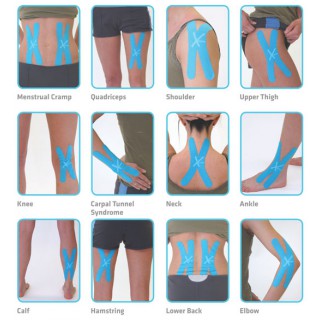 Menstrual Cramp
Quadriceps
Shoulder
Upper Thigh
Knee
Carpal Tunnel
Syndrome
Neck
Ankle
Calf
Hamstring
Lower Back
Elbow